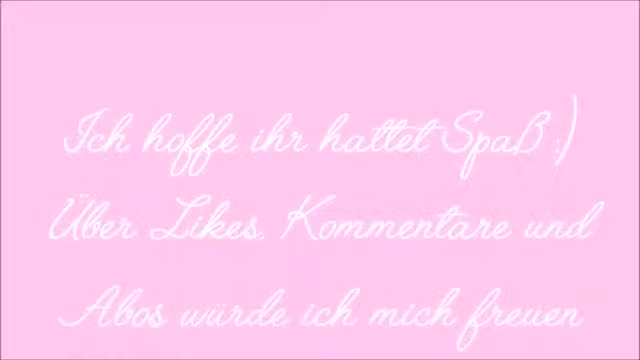 Ich hoffe ihr hattet Spaß :)
Über Likes, Kommentare und
Abos würde ich mich freuen